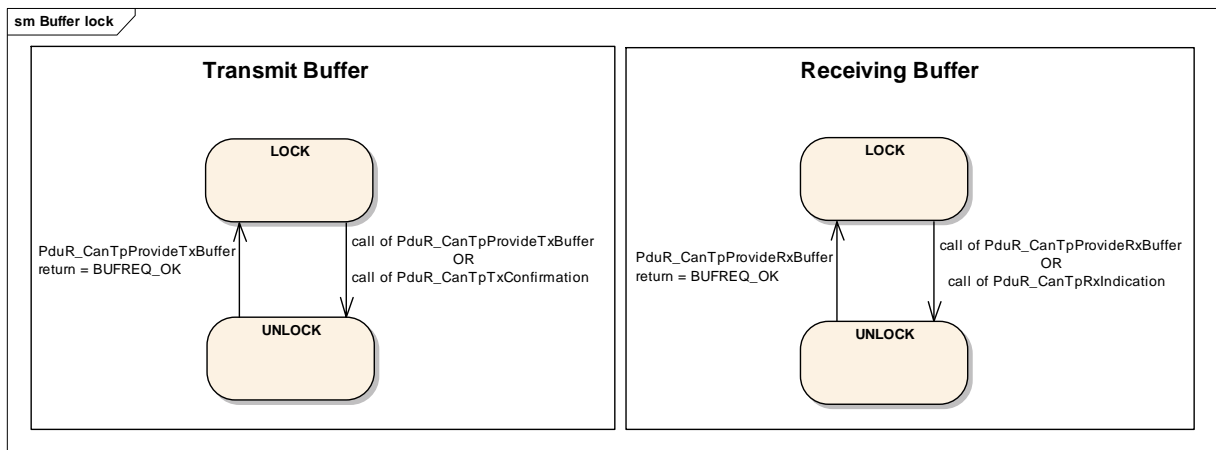 sm Buffer lock
Transmit Buffer
LOCK
PduR_CanTpProvideTxBuffer
return = BUFREQ_OK
call of PduR_CanTpProvideTxBuffer
OR
call of PduR_CanTpTxConfirmation
UNLOCK
Receiving Buffer
LOCK
PduR_CanTpProvideRxBuffer
return = BUFREQ_OK
call of PduR_CanTpProvideRxBuffer
OR
call of PduR_CanTpRxIndication
UNLOCK